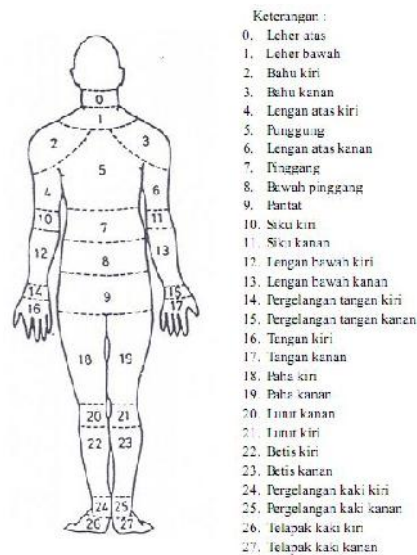 Keterangan :
0. Leher atas
1. Leher bawah
2. Bahu kiri
3. Bahu kanan
4. Lengan atas kiri
5. Punggung
6. Lengan atas kanan
7. Pinggang
8. Bawah pinggang
9. Pantat
10. Siku kiri
11. Siku kanan
12. Lengan bawah kiri
13. Lengan bawah kanan
14. Pergelangan tangan kiri
15. Pergelangan tangan kanan
16. Tangan kiri
17. Tangan kanan
18. Paha kiri
19. Paha kanan
20. Lutut kanan
21. Lutut kiri
22. Betis kiri
23. Betis kanan
24. Pergelangan kaki kiri
25. Pergelangan kaki kanan
26. Telapak kaki kiri
27. Telapak kaki kanan
0
1
2 3
5
4 6
10 11
7
12 13
8
14 15
9
16 17
18 19
20 21
22 23
24 25
26 27